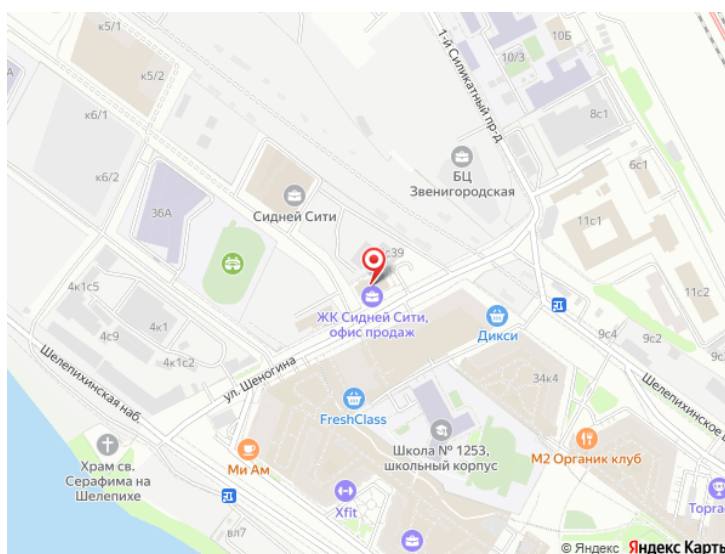 к5/1
к5/2
к6/1
к6/2
36А
Сидней Сити
1-й Силикатный пр-д
10Б
10/3
8с1
БЦ
Звенигородская
6с1
11с1
11с2
с39
ЖК Сидней Сити,
офис продаж
Дикси
9с4
9с2
4к1с5
4к1
4с9
4к1с2
Шелепихинская наб.
ул. Шеногина
34к4
Шелепихинское
FreshClass
Школа № 1253,
школьный корпус
М2 Органик клуб
Храм св.
Серафима на
Шелепихе
Ми Ам
Xfit
вл7
© Яндекс Яндекс Карты